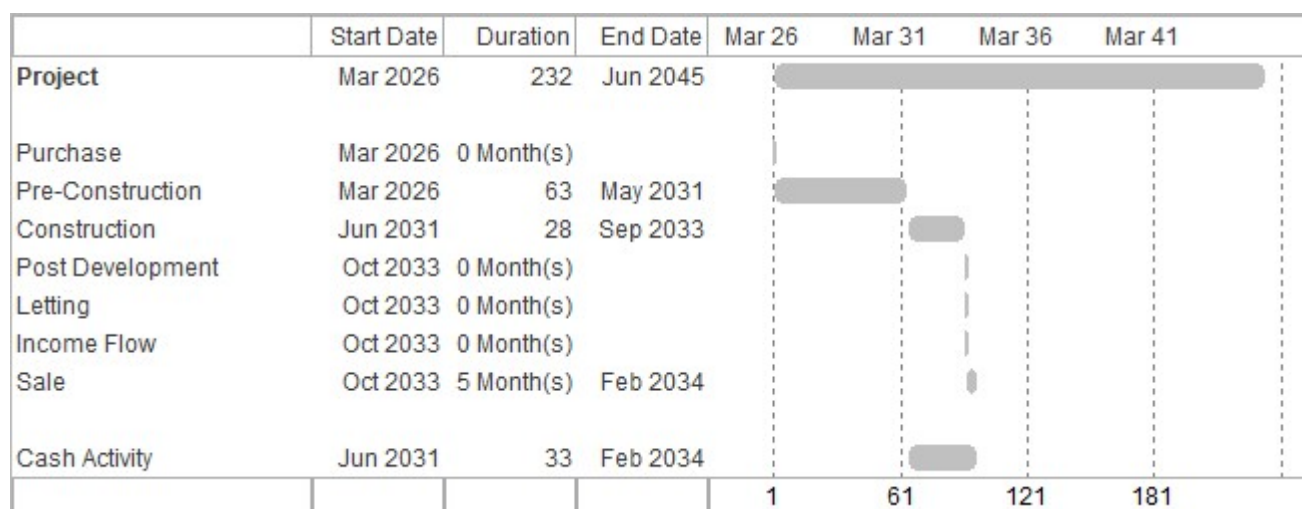 Start Date Duration End Date Mar 26 Mar 31 Mar 36 Mar 41
Project Mar 2026 232 Jun 2045
Purchase Mar 2026 0 Month(s)
Pre-Construction Mar 2026 63 May 2031
Construction Jun 2031 28 Sep 2033
Post Development Oct 2033 0 Month(s)
Letting Oct 2033 0 Month(s)
Income Flow Oct 2033 0 Month(s)
Sale Oct 2033 5 Month(s) Feb 2034
Cash Activity Jun 2031 33 Feb 2034
1 61 121 181